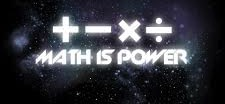 + − × ÷
MATH IS POWER